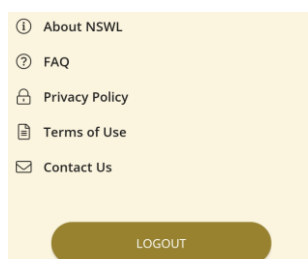 About NSWL
FAQ
Privacy Policy
Terms of Use
Contact Us
LOGOUT